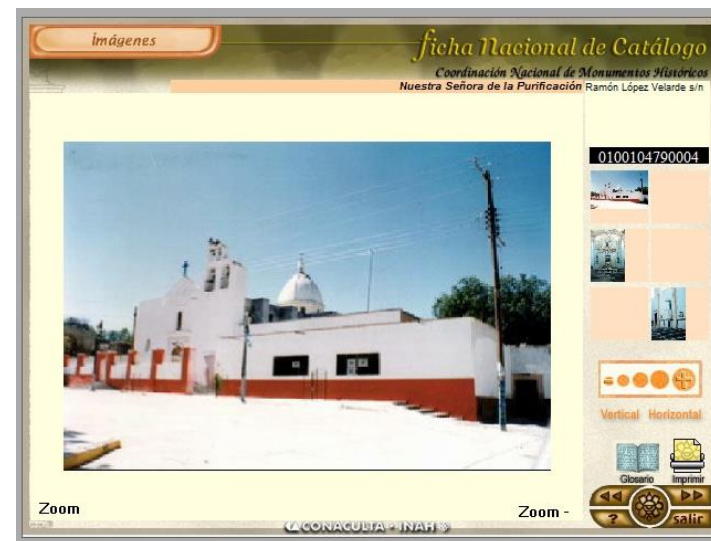 Imágenes
ficha Nacional de Catálogo
Coordinación Nacional de Monumentos Históricos
Nuestra Señora de la Purificación Ramón López Velarde s/n
0100104790004
Vertical Horizontal
Glosario Imprimir
Zoom
Zoom -
?
salir
CONACULTA • INAH